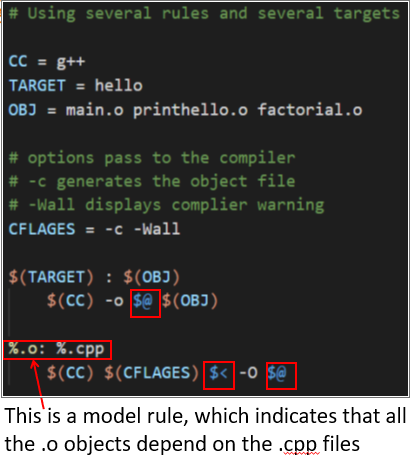 # Using several rules and several targets
CC = g++
TARGET = hello
OBJ = main.o printhello.o factorial.o
# options pass to the compiler
# -c generates the object file
# -Wall displays complier warning
CFLAGES = -c -Wall
$(TARGET) : $(OBJ)
$(CC) -o $@ $(OBJ)
%.o: %.cpp
$(CC) $(CFLAGES) $< -O $@
This is a model rule, which indicates that all
the .o objects depend on the .cpp files